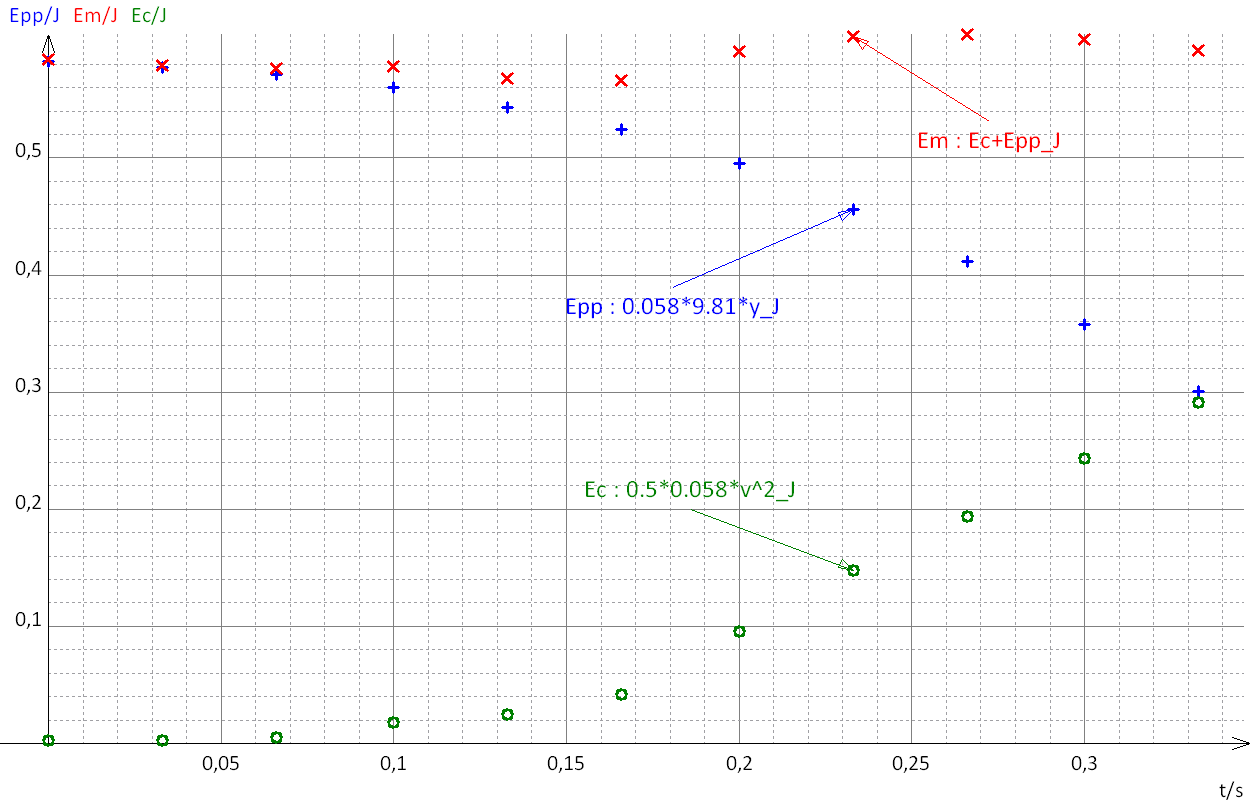 Epp/J Em/J Ec/J
0,5
Em : Ec+Epp_J
0,4
Epp : 0.058*9.81*y_J
0,3
Ec : 0.5*0.058*v^2_J
0,2
0,1
0,05 0,1 0,15 0,2 0,25 0,3
t/s